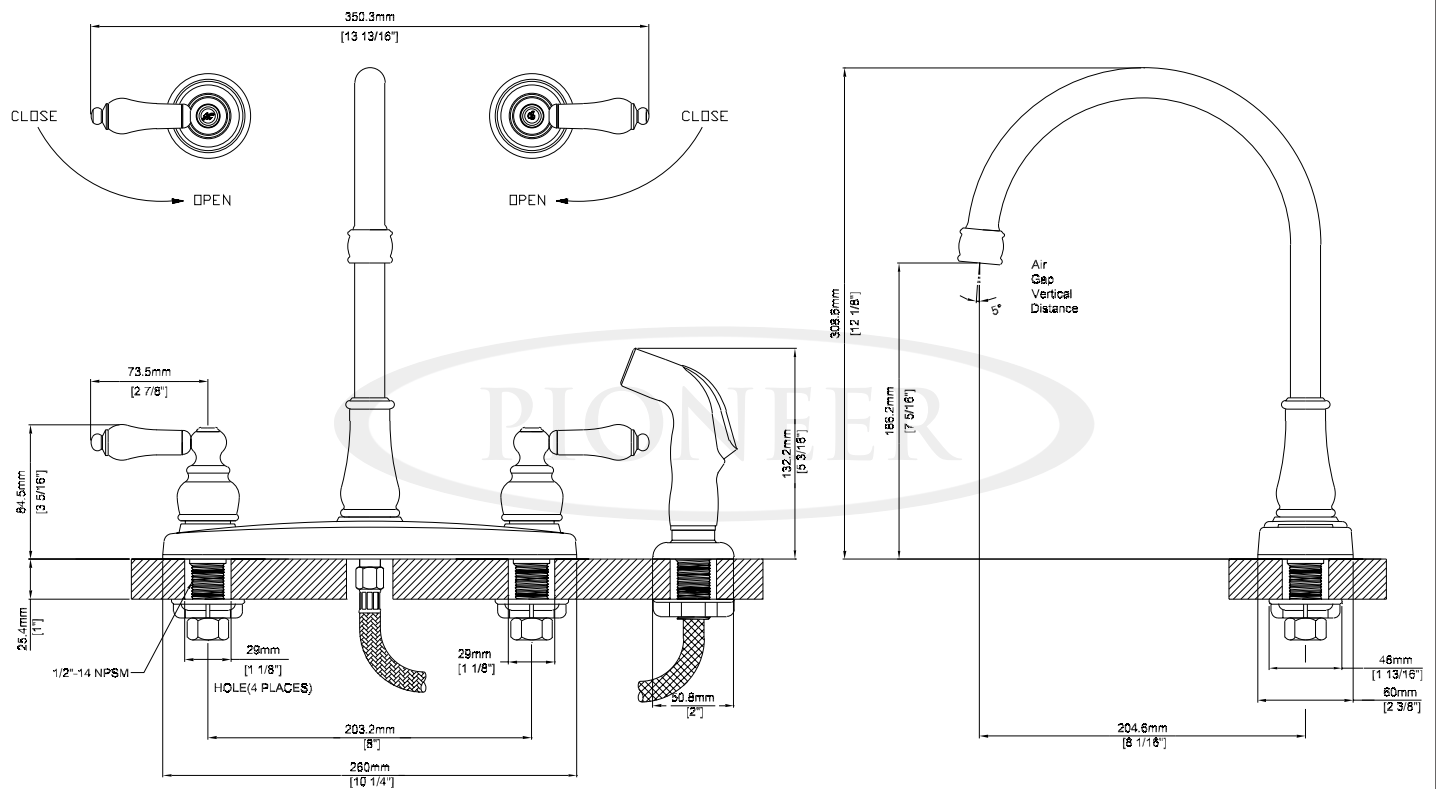 350.3mm
[13 13/16"]
CLOSE
OPEN
OPEN
CLOSE
308.6mm
[12 1/8"]
Air
Gap
Vertical
Distance
5°
73.5mm
[2 7/8"]
PIONEER
132.2mm
[5 3/16"]
186.2mm
[7 5/16"]
84.5mm
[3 5/16"]
25.4mm
[1"]
1/2"-14 NPSM
29mm
[1 1/8"]
HOLE(4 PLACES)
29mm
[1 1/8"]
50.8mm
[2"]
46mm
[1 13/16"]
60mm
[2 3/8"]
203.2mm
[8"]
204.6mm
[8 1/16"]
260mm
[10 1/4"]